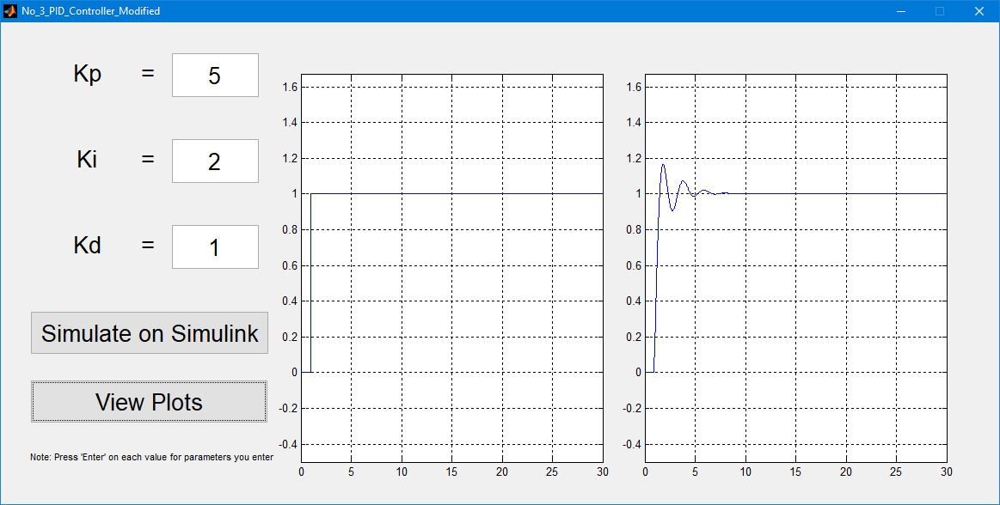 No_3_PID_Controller_Modified
Kp = 5
Ki = 2
Kd = 1
Simulate on Simulink
View Plots
Note: Press 'Enter' on each value for parameters you enter
1.6
1.4
1.2
1
0.8
0.6
0.4
0.2
0
-0.2
-0.4
0 5 10 15 20 25 30
1.6
1.4
1.2
1
0.8
0.6
0.4
0.2
0
-0.2
-0.4
0 5 10 15 20 25 30